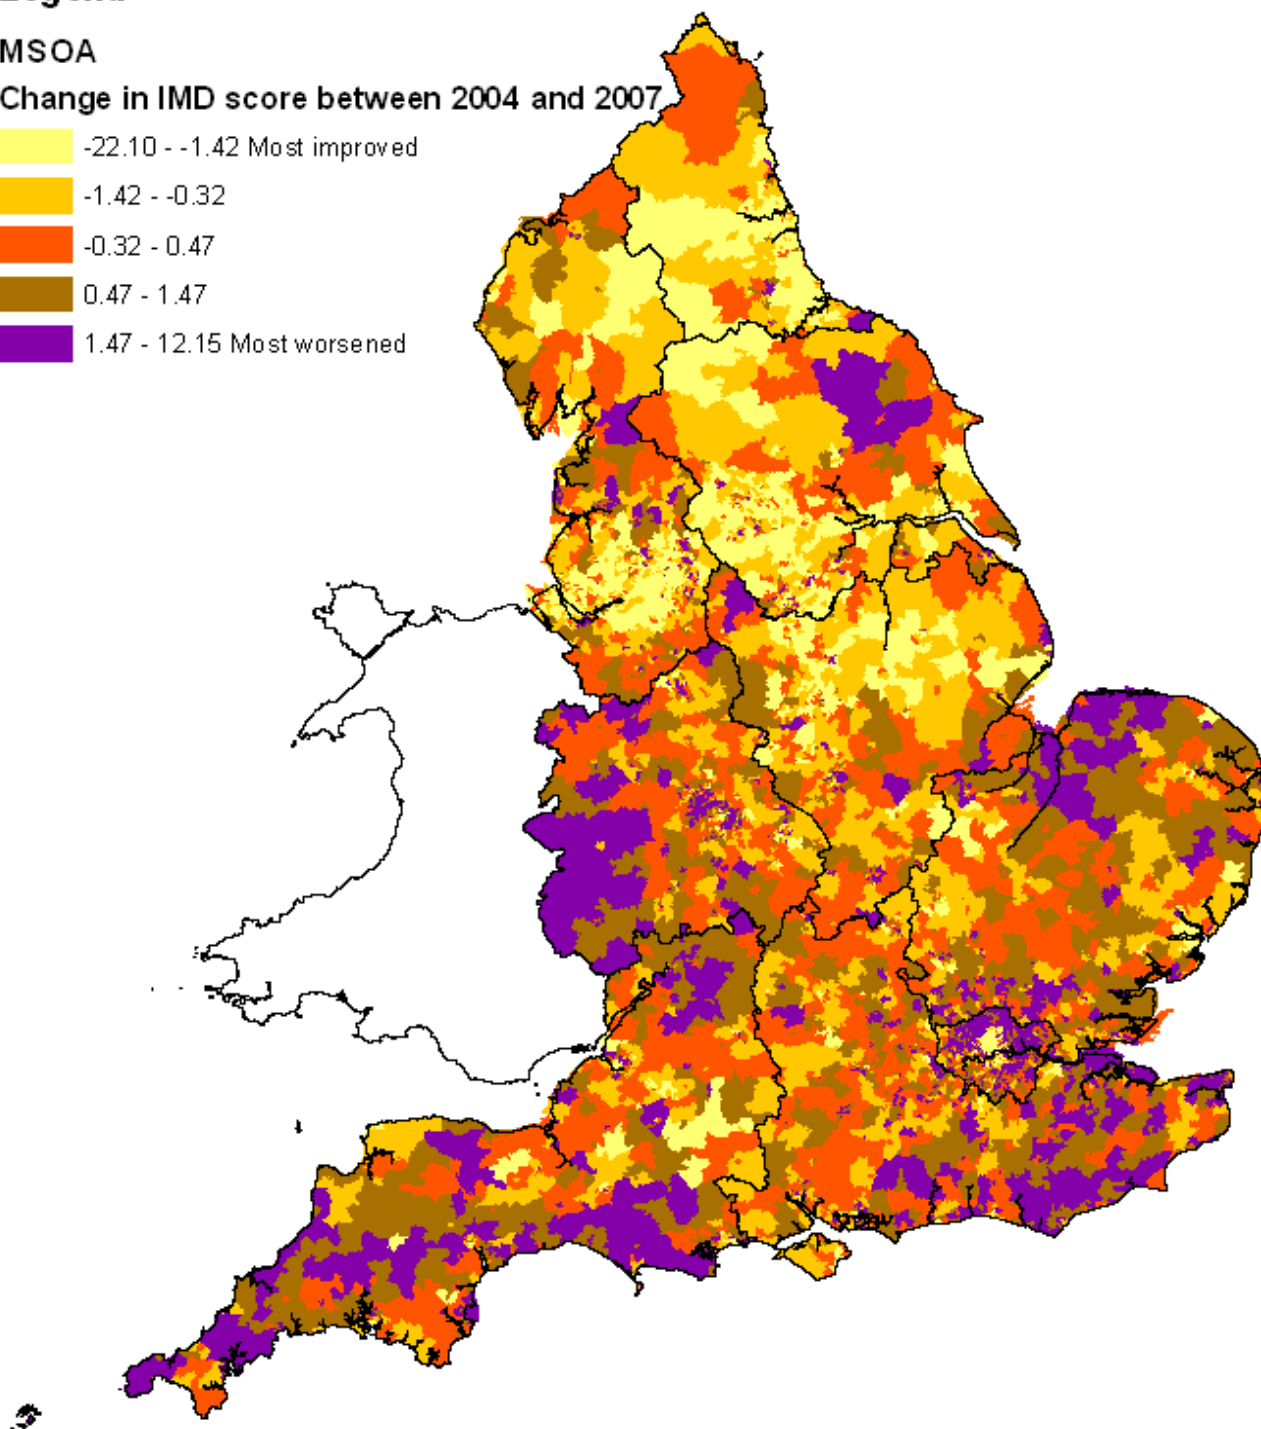 MSOA
Change in IMD score between 2004 and 2007
-22.10 - -1.42 Most improved
-1.42 - -0.32
-0.32 - 0.47
0.47 - 1.47
1.47 - 12.15 Most worsened